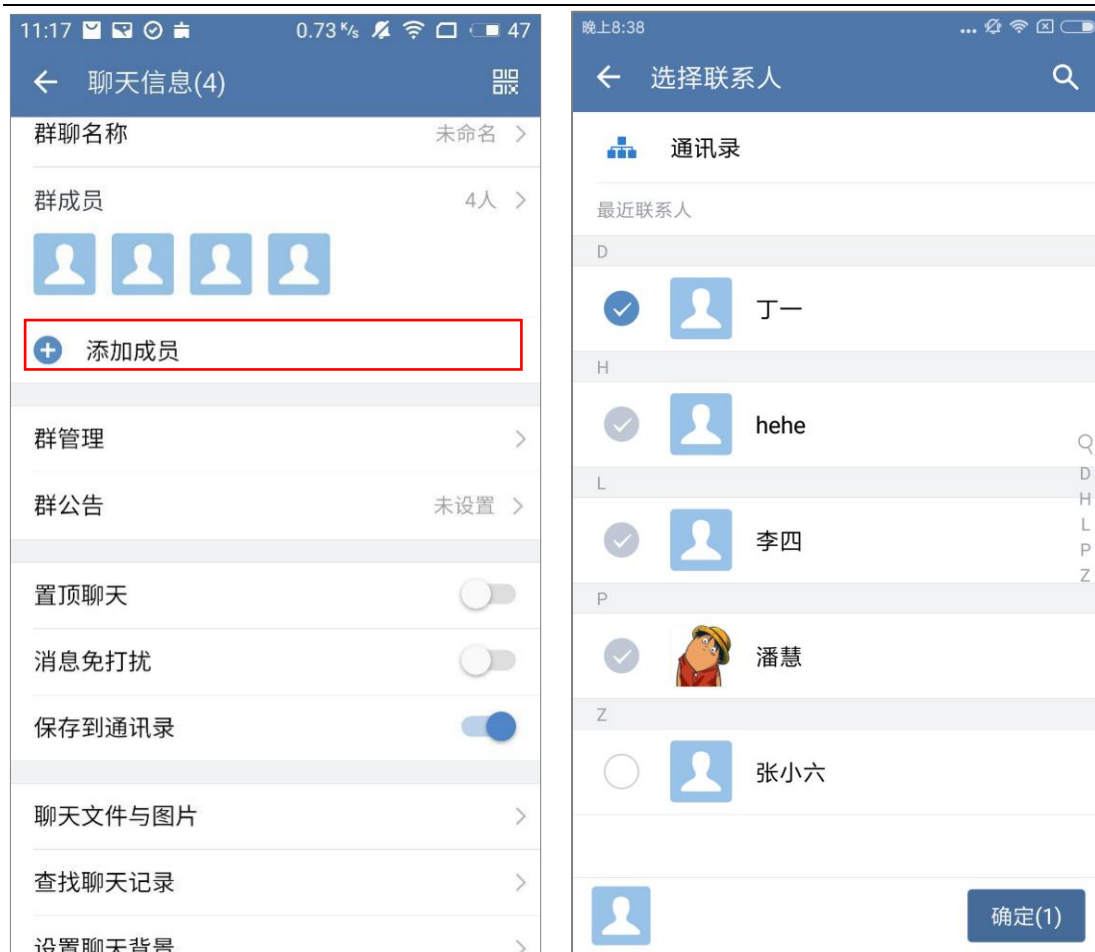 11:17 0.73 K/s 47
聊天信息(4)
群聊名称 未命名
群成员 4人
添加成员
群管理
群公告 未设置
置顶聊天
消息免打扰
保存到通讯录
聊天文件与图片
查找聊天记录
设置聊天背景
晚上8:38 ...
选择联系人
通讯录
最近联系人
D
丁一
H
hehe
L
李四
P
潘慧
Z
张小六
Q
D
H
L
P
Z
确定(1)